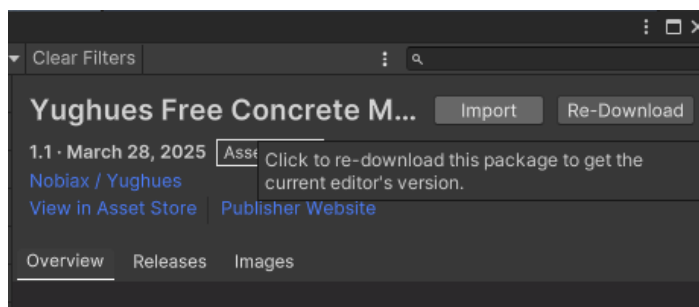 Clear Filters
Yughues Free Concrete M... Import Re-Download
1.1 · March 28, 2025 Asse
Click to re-download this package to get the
current editor's version.
Nobiax / Yughues
View in Asset Store Publisher Website
Overview Releases Images